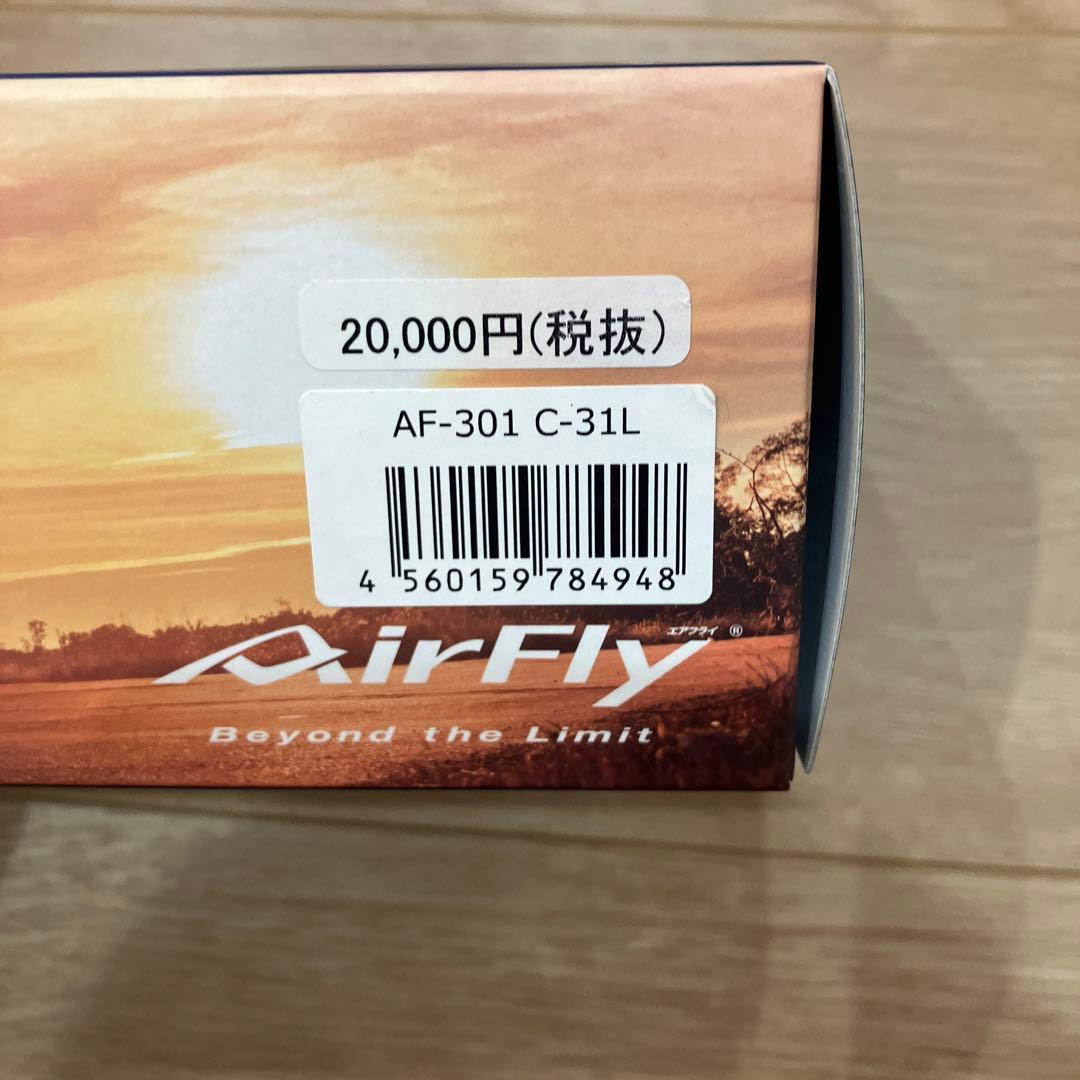 20,000円(税抜)
AF-301 C-31L
4 560159 784948
エアフライ ®
AirFly
Beyond the Limit